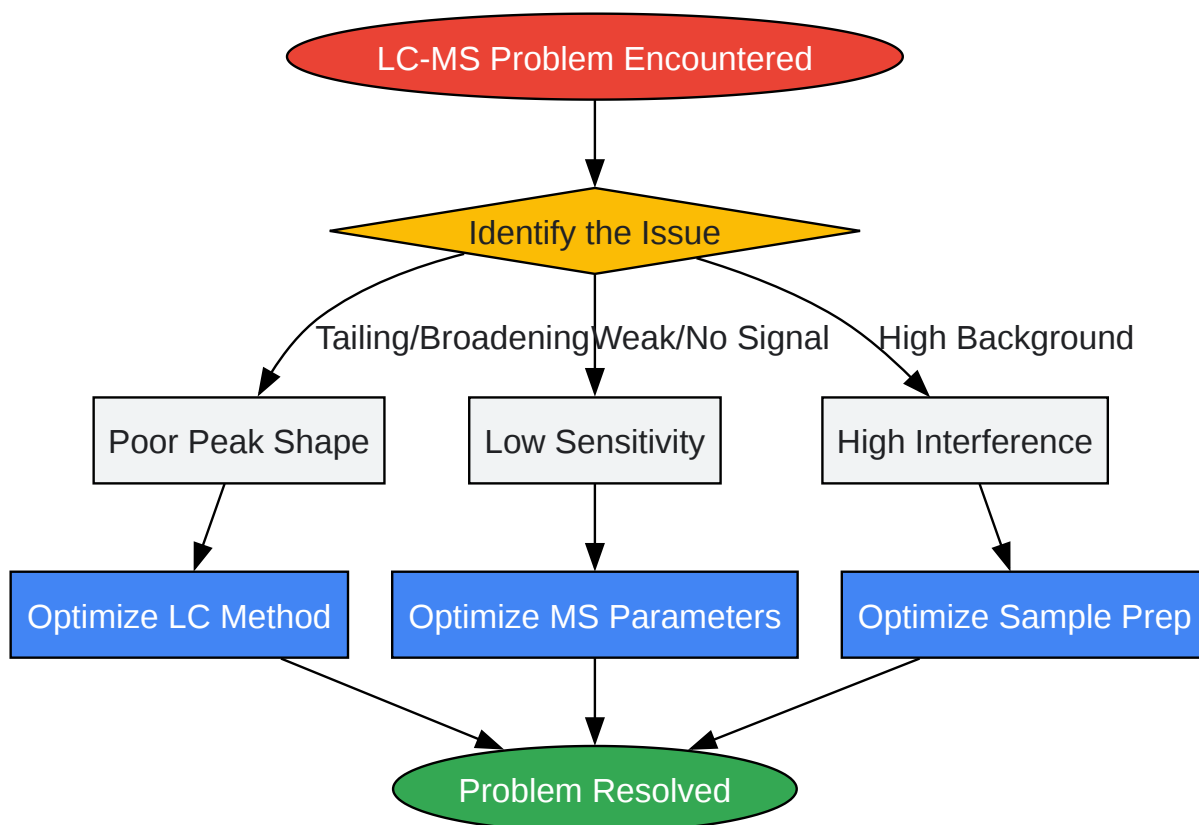 LC-MS Problem Encountered
Identify the Issue
Tailing/Broadening
Weak/No Signal
High Background
Poor Peak Shape
Low Sensitivity
High Interference
Optimize LC Method
Optimize MS Parameters
Optimize Sample Prep
Problem Resolved